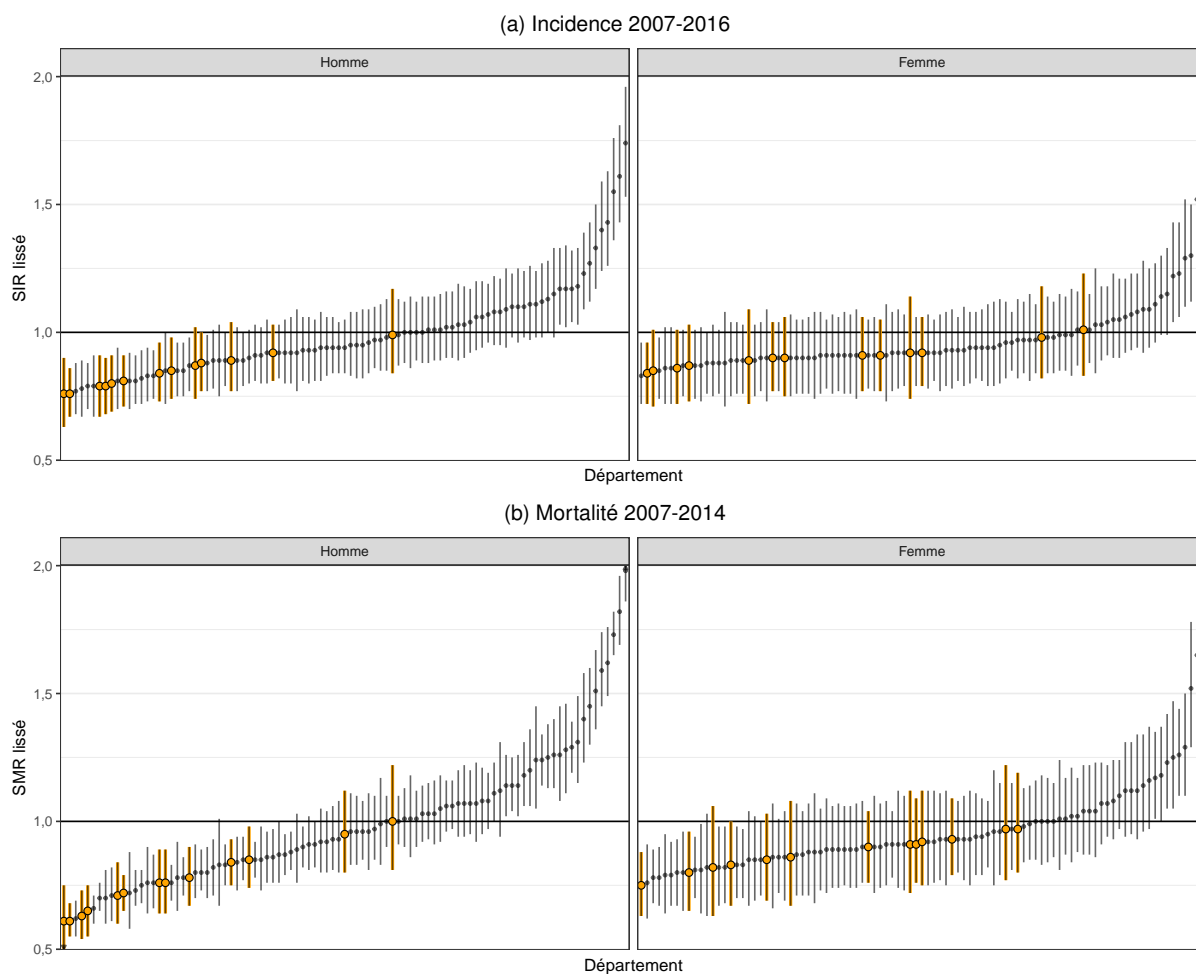 (a) Incidence 2007-2016
Homme
Femme
2,0
1,5
1,0
0,5
SIR lissé
Département
(b) Mortalité 2007-2014
Homme
Femme
2,0
1,5
1,0
0,5
SMR lissé
Département